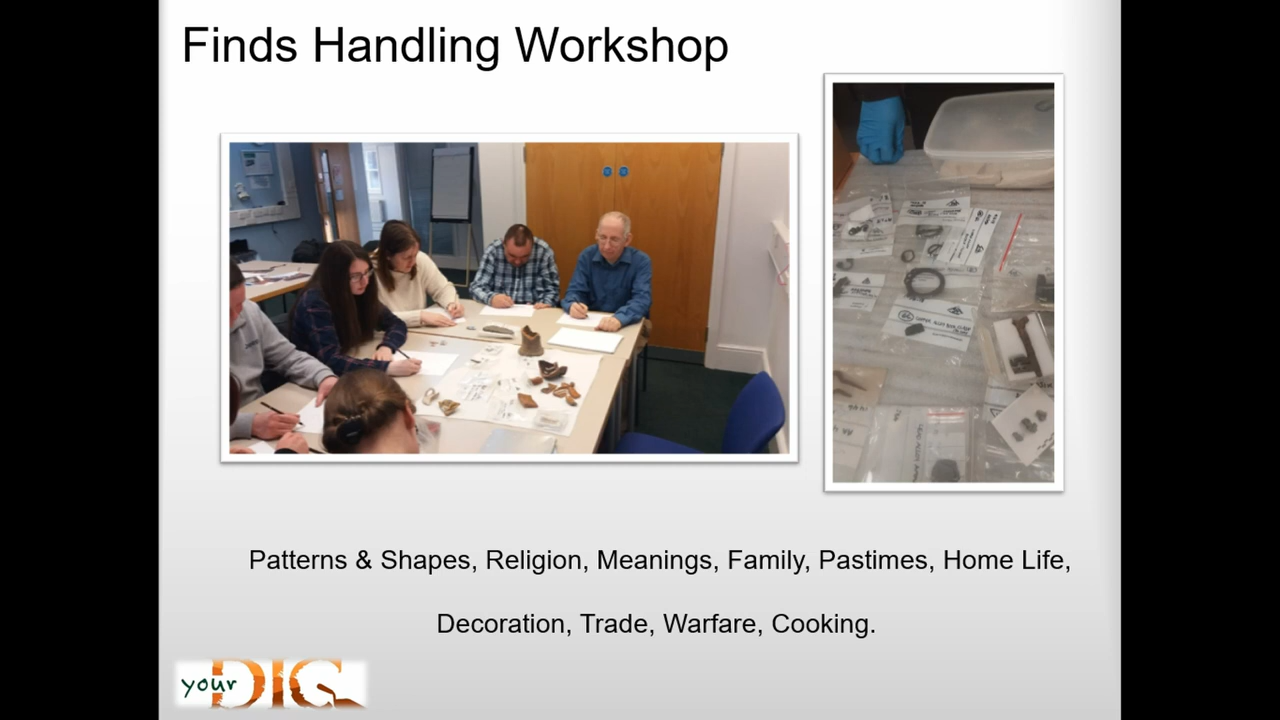 Finds Handling Workshop
Patterns & Shapes, Religion, Meanings, Family, Pastimes, Home Life,
Decoration, Trade, Warfare, Cooking.
your DIG